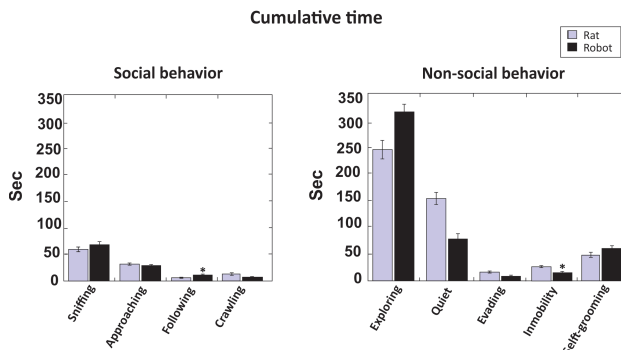 Cumulative time
Rat
Robot
Social behavior
Non-social behavior
350
300
250
200
150
100
50
0
Sec
Sniffing
Approaching
Following
Crawling
*
350
300
250
200
150
100
50
0
Sec
Exploring
Quiet
Evading
Inmobility
Selft-grooming
*